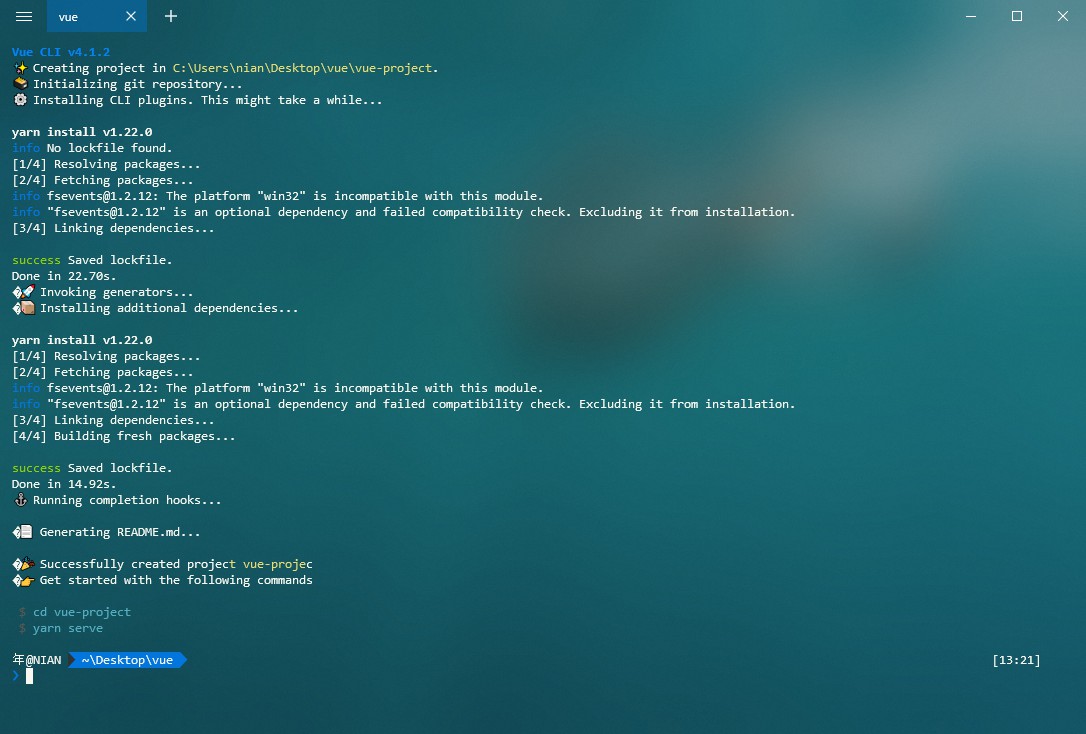 vue
Vue CLI v4.1.2
✨ Creating project in C:\Users\nian\Desktop\vue\vue-project.
Initializing git repository...
⚙ Installing CLI plugins. This might take a while...
yarn install v1.22.0
info No lockfile found.
[1/4] Resolving packages...
[2/4] Fetching packages...
info fsevents@1.2.12: The platform "win32" is incompatible with this module.
info "fsevents@1.2.12" is an optional dependency and failed compatibility check. Excluding it from installation.
[3/4] Linking dependencies...
success Saved lockfile.
Done in 22.70s.
�🚀 Invoking generators...
�📦 Installing additional dependencies...
yarn install v1.22.0
[1/4] Resolving packages...
[2/4] Fetching packages...
info fsevents@1.2.12: The platform "win32" is incompatible with this module.
info "fsevents@1.2.12" is an optional dependency and failed compatibility check. Excluding it from installation.
[3/4] Linking dependencies...
[4/4] Building fresh packages...
success Saved lockfile.
Done in 14.92s.
⚓ Running completion hooks...
�📄 Generating README.md...
�🎉 Successfully created project vue-projec
�👉 Get started with the following commands
$ cd vue-project
$ yarn serve
年@NIAN ~\Desktop\vue [13:21]
❯